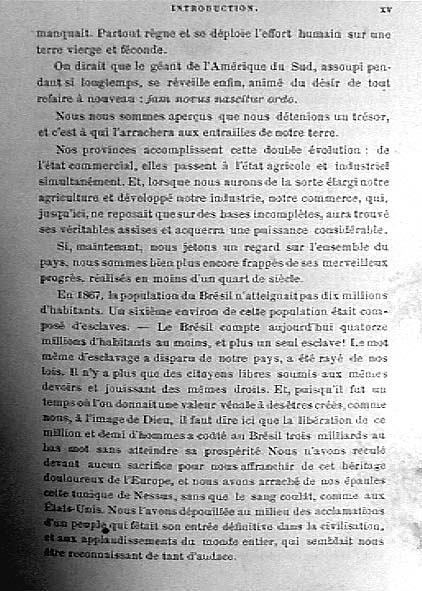 INTRODUCTION. XV
manquait. Partout règne et se déploie l'effort humain sur une
terre vierge et féconde.
On dirait que le géant de l'Amérique du Sud, assoupi pen-
dant si longtemps, se réveille enfin, animé du désir de tout
refaire à nouveau : jam novus nascitur ordo.
Nous nous sommes aperçus que nous détenions un trésor,
et c'est à qui l'arrachera aux entrailles de notre terre.
Nos provinces accomplissent cette double évolution : de
l'état commercial, elles passent à l'état agricole et industriel
simultanément. Et, lorsque nous aurons de la sorte élargi notre
agriculture et développé notre industrie, notre commerce, qui,
jusqu'ici, ne reposait que sur des bases incomplètes, aura trouvé
ses véritables assises et acquerra une puissance considérable.
Si, maintenant, nous jetons un regard sur l'ensemble du
pays, nous sommes bien plus encore frappés de ses merveilleux
progrès, réalisés en moins d'un quart de siècle.
En 1867, la population du Brésil n'atteignait pas dix millions
d'habitants. Un sixième environ de cette population était com-
posé d'esclaves. — Le Brésil compte aujourd'hui quatorze
millions d'habitants au moins, et plus un seul esclave! Le mot
même d'esclavage a disparu de notre pays, a été rayé de nos
lois. Il n'y a plus que des citoyens libres soumis aux mêmes
devoirs et jouissant des mêmes droits. Et, puisqu'il fut un
temps où l'on donnait une valeur vénale à des êtres créés, comme
nous, à l'image de Dieu, il faut dire ici que la libération de ce
million et demi d'hommes a coûté au Brésil trois milliards au
bas mot sans atteindre sa prospérité. Nous n'avons reculé
devant aucun sacrifice pour nous affranchir de cet héritage
douloureux de l'Europe, et nous avons arraché de nos épaules
cette tunique de Nessus, sans que le sang coulât, comme aux
États-Unis. Nous l'avons dépouillée au milieu des acclamations
d'un peuple qui fêtait son entrée définitive dans la civilisation,
et aux applaudissements du monde entier, qui semblait nous
être reconnaissant de tant d'audace.